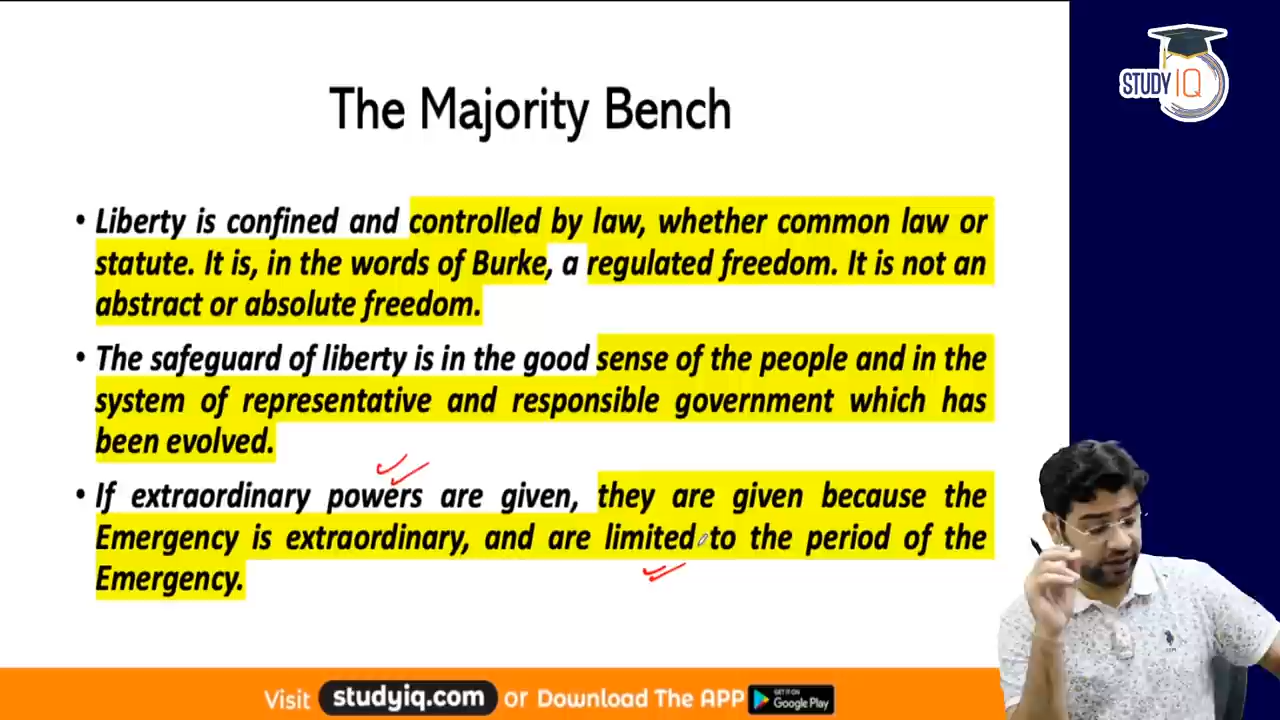 The Majority Bench
STUDY IQ
• Liberty is confined and controlled by law, whether common law or
statute. It is, in the words of Burke, a regulated freedom. It is not an
abstract or absolute freedom.
• The safeguard of liberty is in the good sense of the people and in the
system of representative and responsible government which has
been evolved.
• If extraordinary powers are given, they are given because the
Emergency is extraordinary, and are limited to the period of the
Emergency.
Visit studyiq.com or Download The APP GET IT ON Google Play